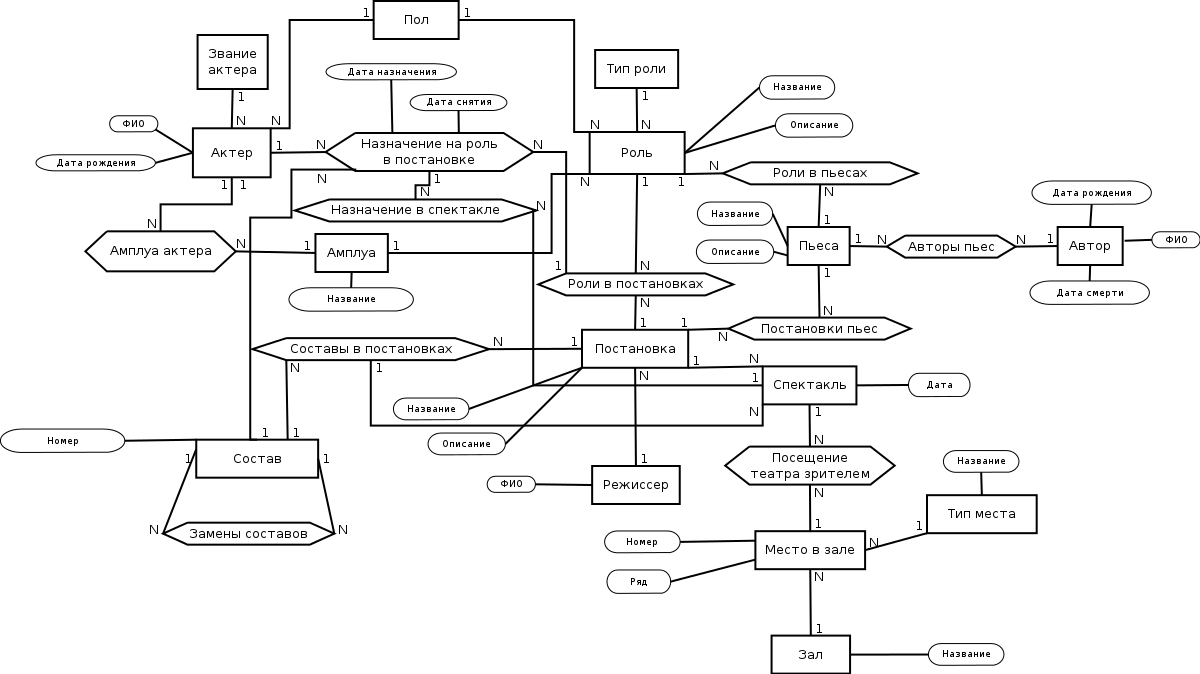 1
Пол
1
Звание
актера
Тип роли
Дата назначения
Дата снятия
Название
Описание
1
1
N
N
N
N
ФИО
Актер
Дата рождения
1
N
Назначение на роль
в постановке
N
Роль
N
Роли в пьесах
1
1
N
1
N
N
1
1
N
Дата рождения
N
Назначение в спектакле
N
Название
Описание
1
Пьеса
1
N
Авторы пьес
N
1
Автор
ФИО
N
Амплуа актера
N
1
Амплуа
1
Название
1
N
Роли в постановках
N
1
N
Дата смерти
Постановки пьес
N
1
1
Составы в постановках
N
1
Постановка
N
1
N
1
N
1
Спектакль
Дата
N
1
Название
Описание
1
N
Номер
1
1
1
Состав
1
1
ФИО
Режиссер
Посещение
театра зрителем
N
Название
Тип места
N
Замены составов
N
1
1
Номер
Ряд
Место в зале
N
N
1
Зал
Название